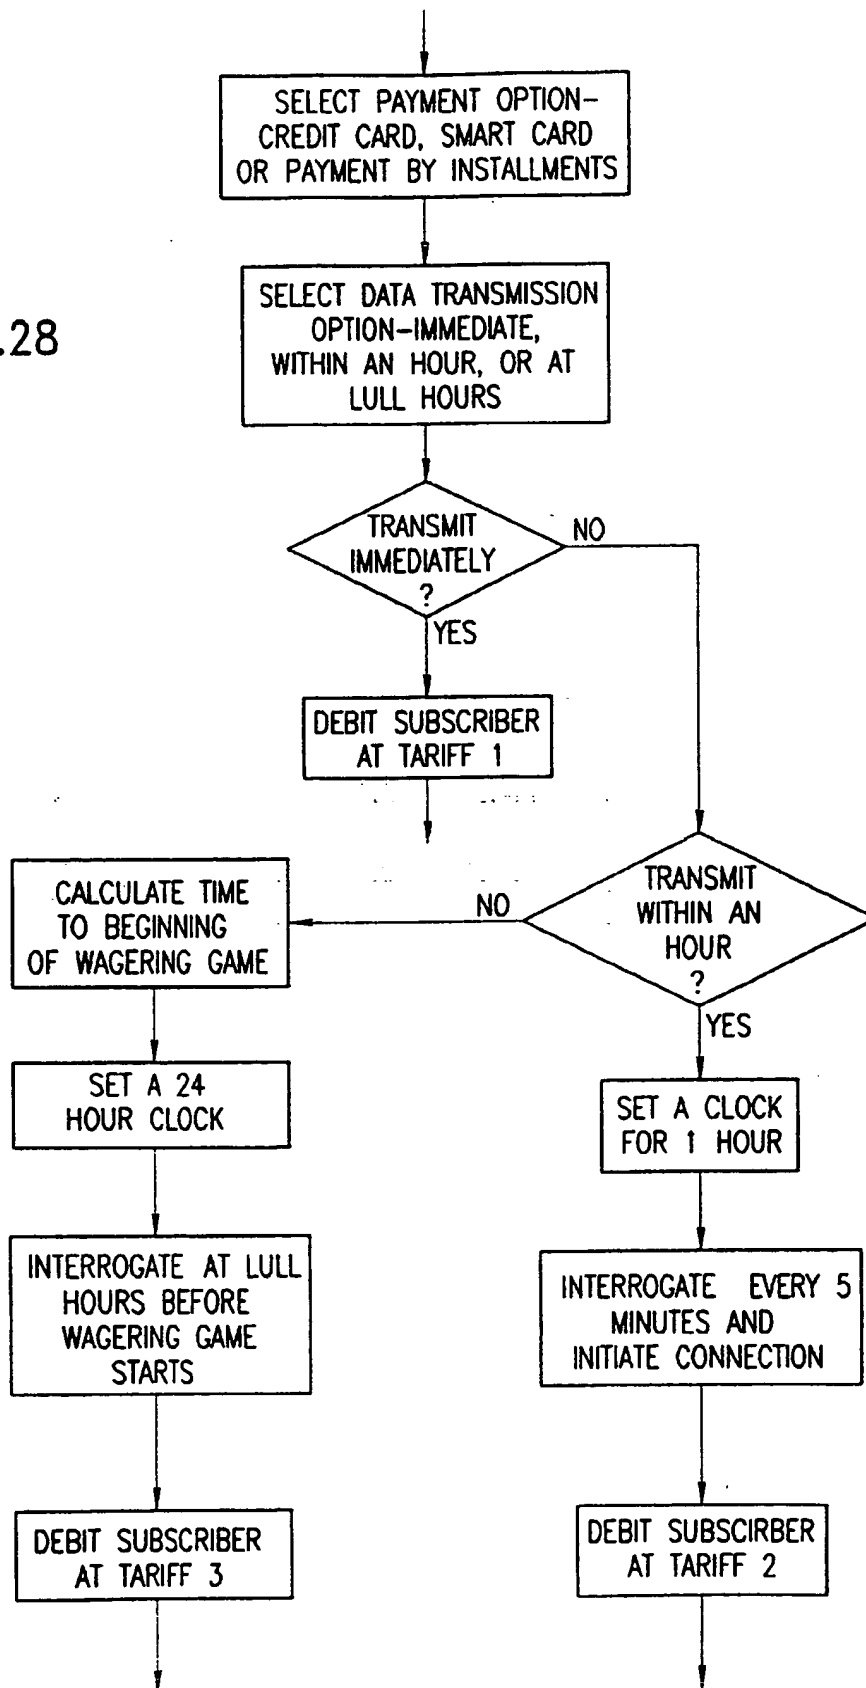 SELECT PAYMENT OPTION-
CREDIT CARD, SMART CARD
OR PAYMENT BY INSTALLMENTS
SELECT DATA TRANSMISSION
OPTION-IMMEDIATE,
WITHIN AN HOUR, OR AT
LULL HOURS
.28
TRANSMIT
IMMEDIATELY
?
NO
YES
DEBIT SUBSCRIBER
AT TARIFF 1
TRANSMIT
WITHIN AN
HOUR
?
NO
YES
CALCULATE TIME
TO BEGINNING
OF WAGERING GAME
SET A 24
HOUR CLOCK
SET A CLOCK
FOR 1 HOUR
INTERROGATE AT LULL
HOURS BEFORE
WAGERING GAME
STARTS
INTERROGATE EVERY 5
MINUTES AND
INITIATE CONNECTION
DEBIT SUBSCRIBER
AT TARIFF 3
DEBIT SUBSCIRBER
AT TARIFF 2